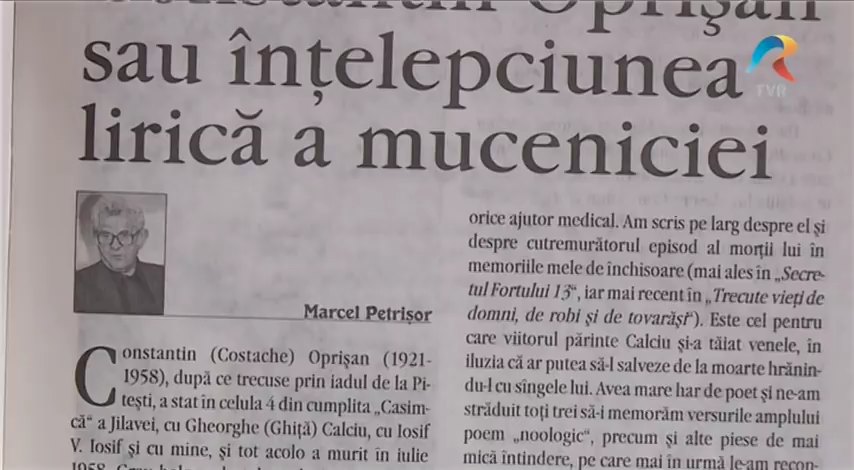 Constantin Oprişan
sau înţelepciunea
lirică a muceniciei
TVR
Marcel Petrişor
Constantin (Costache) Oprişan (1921-
1958), după ce trecuse prin iadul de la Pi-
teşti, a stat în celula 4 din cumplita „Casim-
că“ a Jilavei, cu Gheorghe (Ghiţă) Calciu, cu Iosif
V. Iosif şi cu mine, şi tot acolo a murit în iulie
1958.
orice ajutor medical. Am scris pe larg despre el şi
despre cutremurătorul episod al morţii lui în
memoriile mele de închisoare (mai ales în „Secre-
tul Fortului 13“, iar mai recent în „Trecute vieţi de
domni, de robi şi de tovarăşi“). Este cel pentru
care viitorul părinte Calciu şi-a tăiat venele, în
iluzia că ar putea să-l salveze de la moarte hrănin-
du-l cu sîngele lui. Avea mare har de poet şi ne-am
străduit toţi trei să-i memorăm versurile amplului
poem „noologic“, precum şi alte piese de mai
mică întindere, pe care mai în urmă le-am recon-